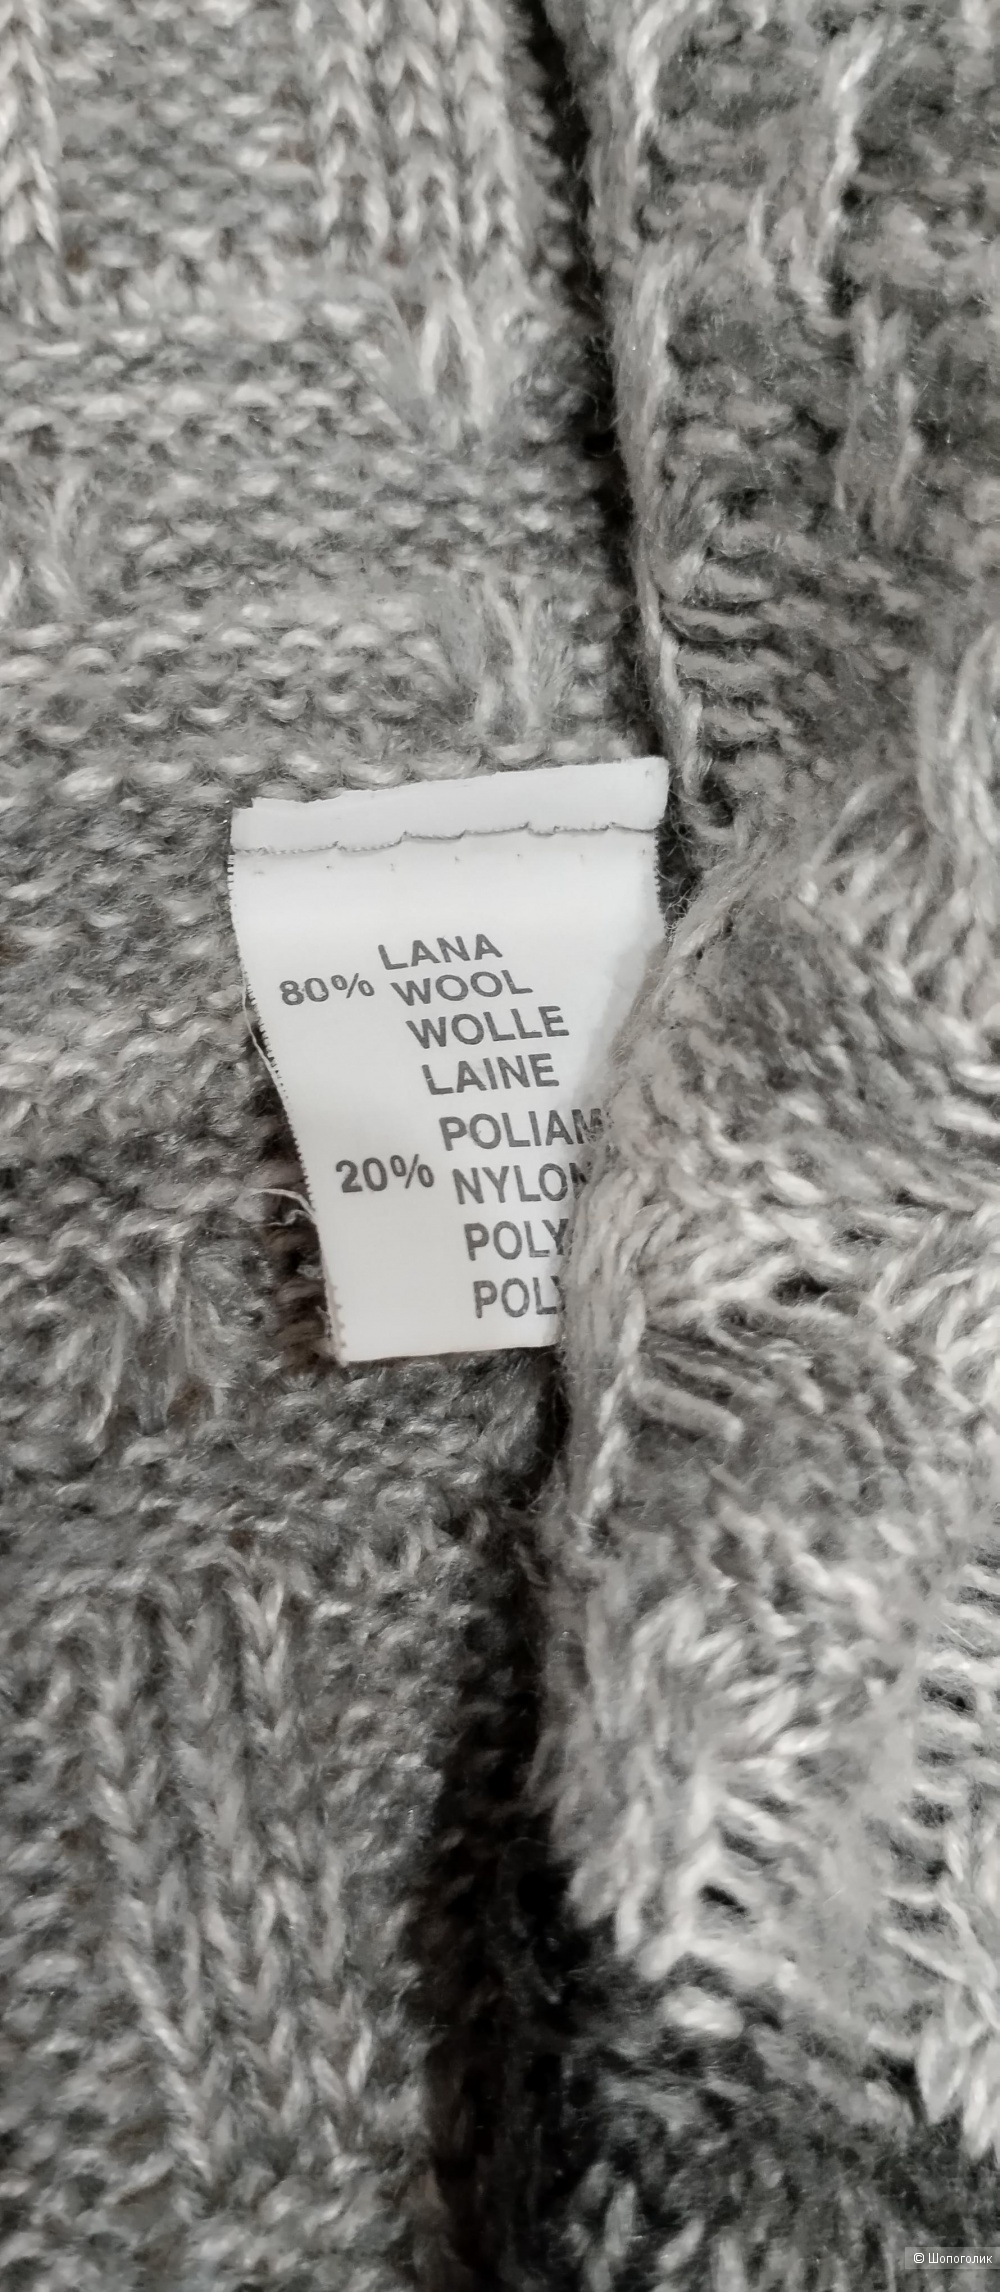 LANA
80% WOOL
WOLLE
LAINE
POLIAM
20% NYLON
POLY
POLY
© Шопоголик